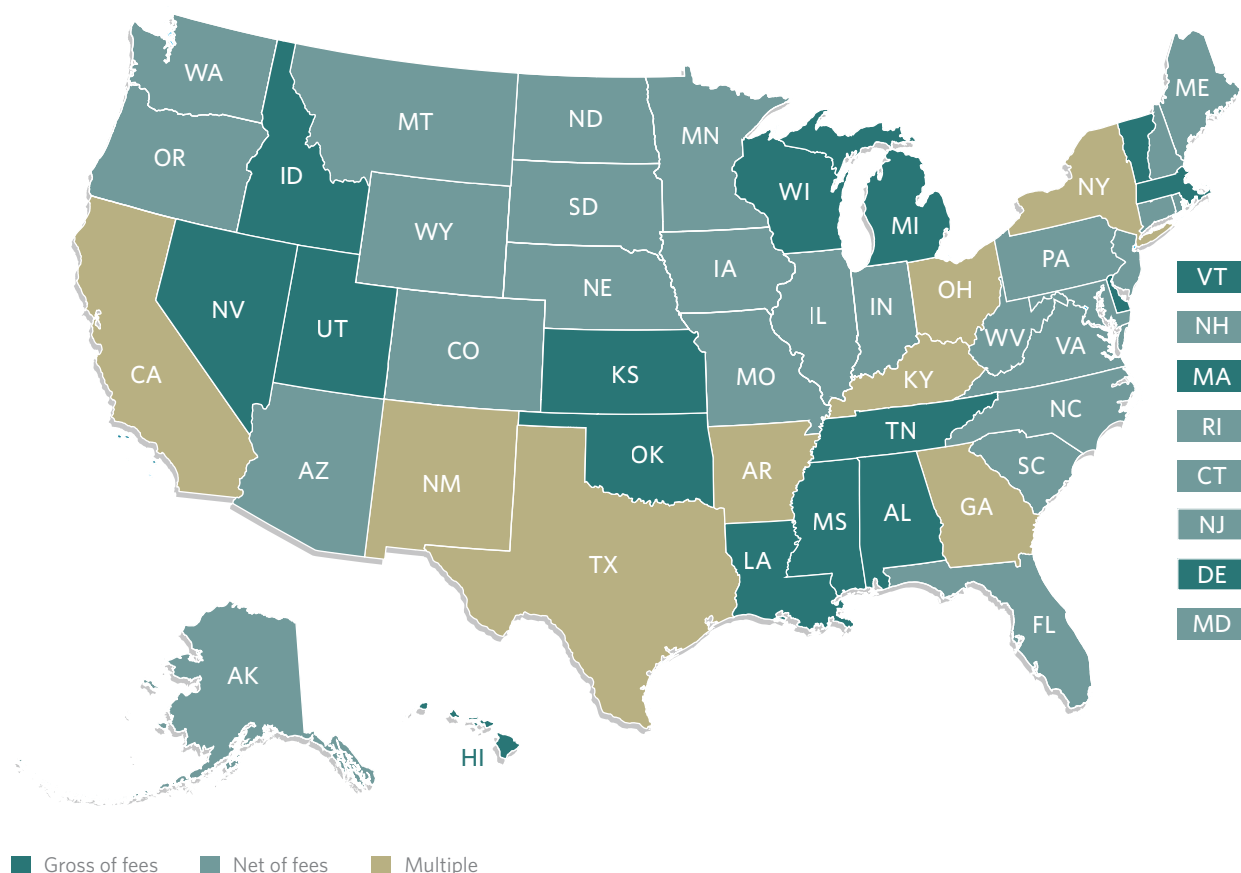 WA
MT
ND
MN
ME
OR
ID
SD
WI
MI
NY
WY
IA
PA
NE
NV
UT
CO
IL
IN
OH
WV
VA
VT
NH
CA
KS
MO
KY
MA
NC
RI
AZ
NM
OK
AR
TN
SC
CT
TX
LA
MS
AL
GA
NJ
DE
FL
MD
AK
HI
Gross of fees
Net of fees
Multiple